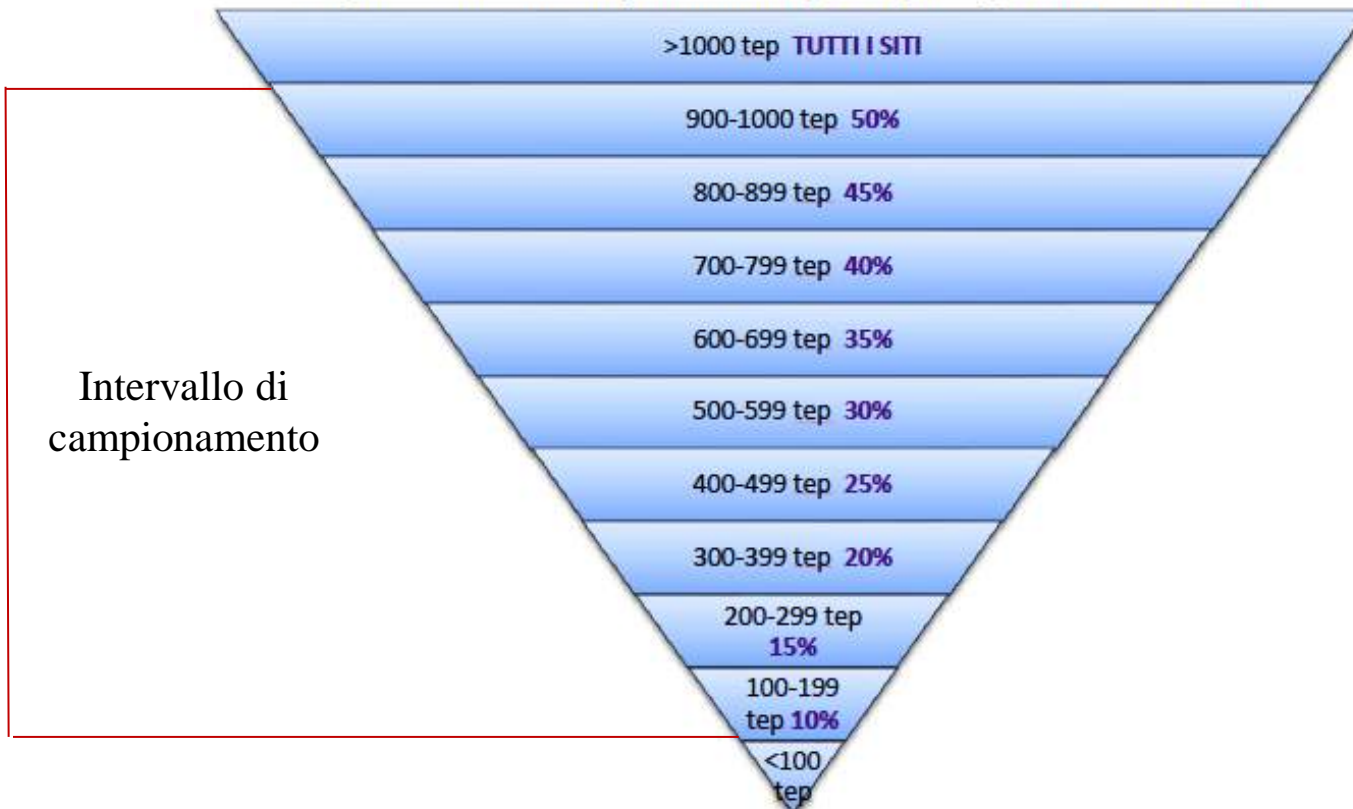 >1000 tep TUTTI I SITI
900-1000 tep 50%
800-899 tep 45%
700-799 tep 40%
600-699 tep 35%
500-599 tep 30%
400-499 tep 25%
300-399 tep 20%
200-299 tep
15%
100-199
tep 10%
<100
tep
Intervallo di
campionamento